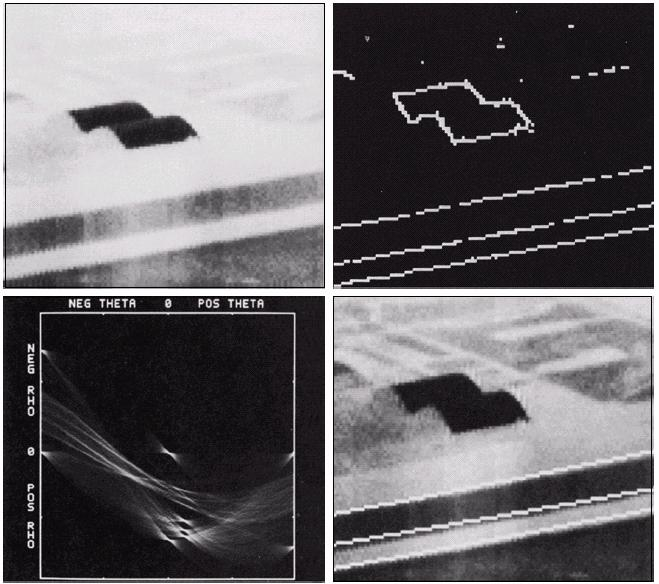 NEG THETA 0 POS THETA
NEG RHO
0
POS RHO